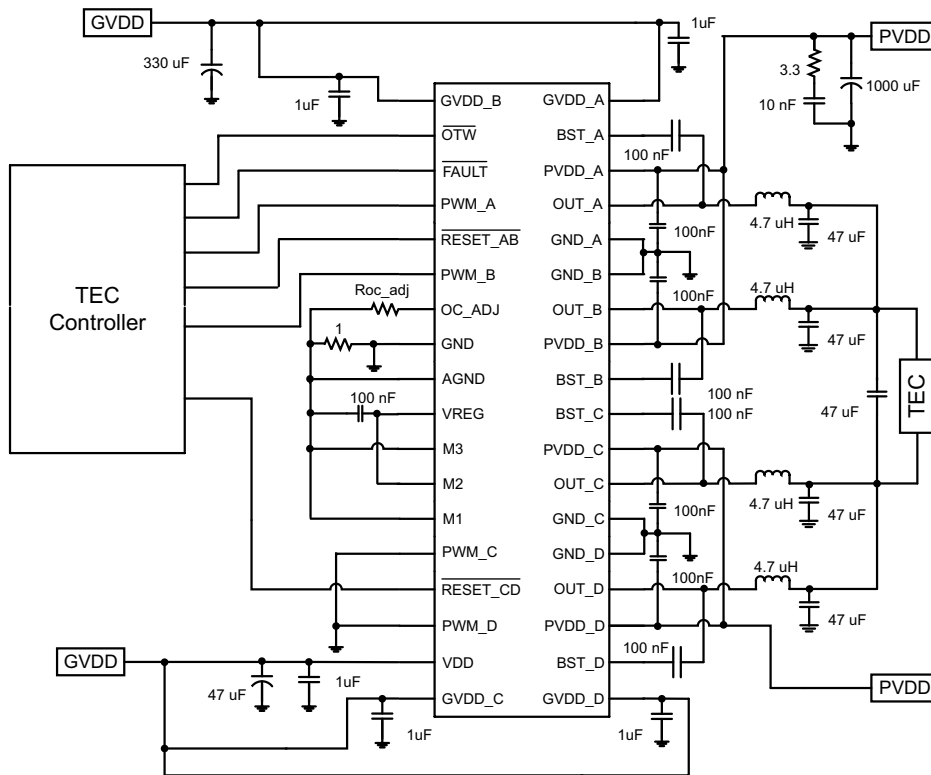 GVDD
1uF
PVDD
330 uF
3.3
1000 uF
1uF
10 nF
GVDD_B
GVDD_A
OTW
BST_A
100 nF
FAULT
PVDD_A
PWM_A
OUT_A
4.7 uH
47 uF
100nF
RESET_AB
GND_A
PWM_B
GND_B
TEC
Controller
Roc_adj
100nF
4.7 uH
OC_ADJ
OUT_B
1
GND
PVDD_B
47 uF
AGND
BST_B
100 nF
100 nF
TEC
100 nF
VREG
BST_C
47 uF
M3
PVDD_C
M2
OUT_C
4.7 uH
47 uF
100nF
M1
GND_C
PWM_C
GND_D
100nF
4.7 uH
RESET_CD
OUT_D
PWM_D
PVDD_D
47 uF
GVDD
VDD
BST_D
100 nF
47 uF
1uF
PVDD
GVDD_C
GVDD_D
1uF
1uF